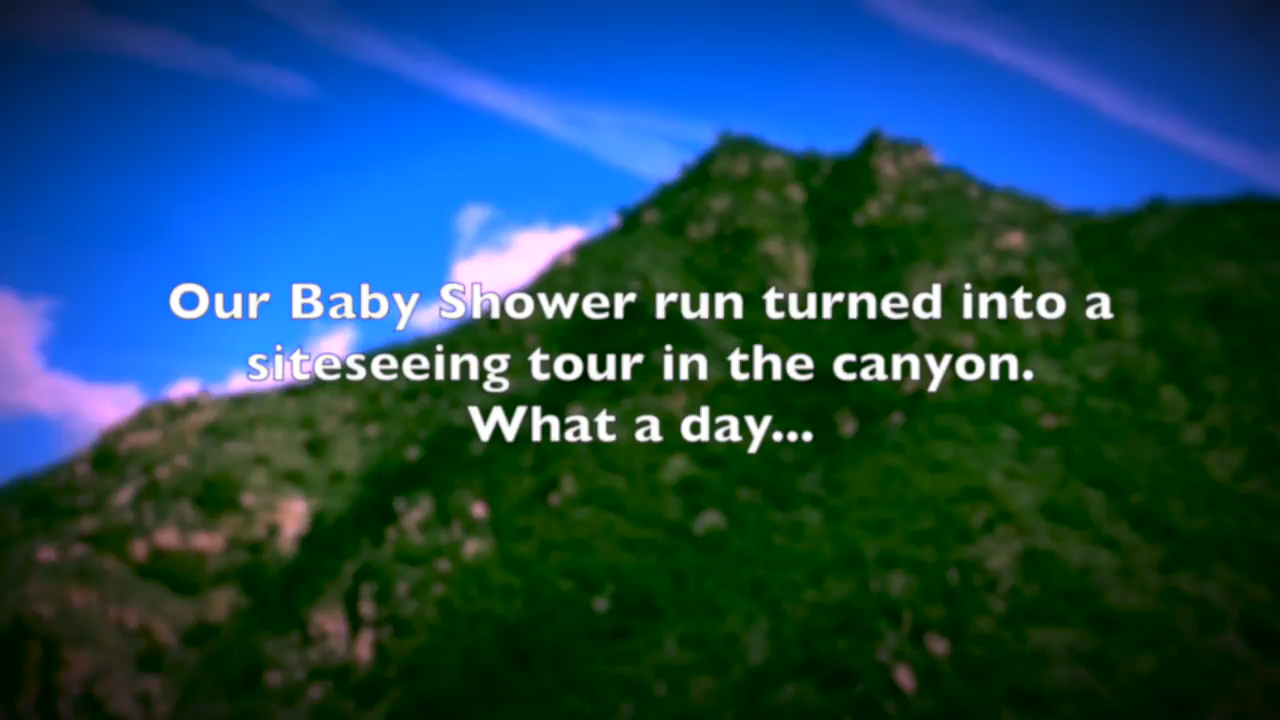 Our Baby Shower run turned into a
siteseeing tour in the canyon.
What a day...